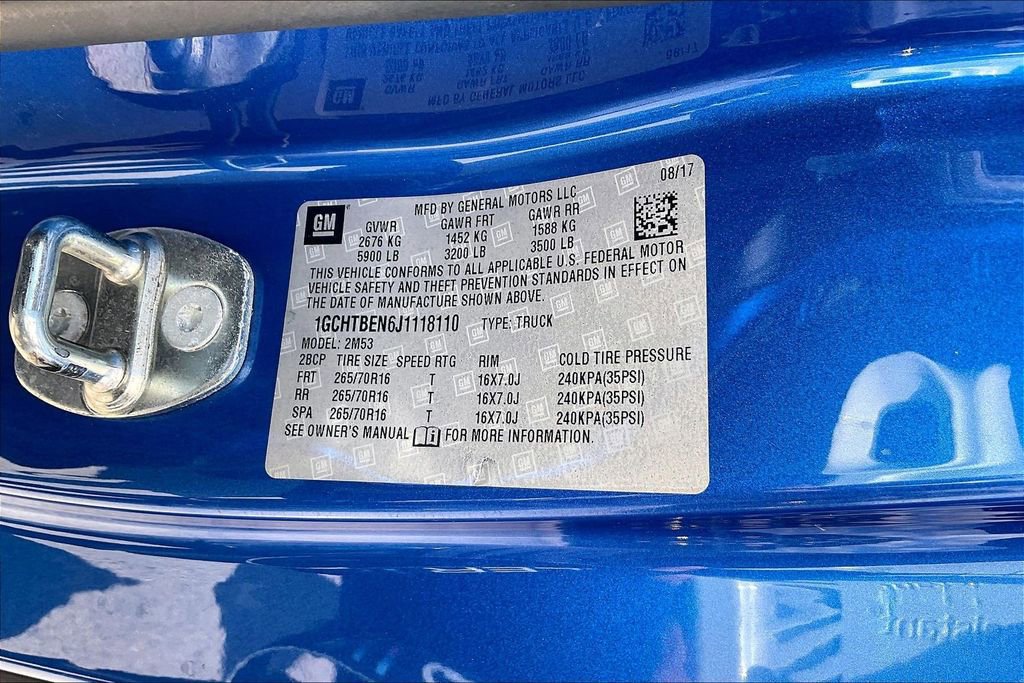 08/17
GM
MFD BY GENERAL MOTORS LLC
GVWR GAWR FRT GAWR RR
2676 KG 1452 KG 1588 KG
5900 LB 3200 LB 3500 LB
THIS VEHICLE CONFORMS TO ALL APPLICABLE U.S. FEDERAL MOTOR
VEHICLE SAFETY AND THEFT PREVENTION STANDARDS IN EFFECT ON
THE DATE OF MANUFACTURE SHOWN ABOVE.
1GCHTBEN6J1118110 TYPE: TRUCK
MODEL: 2M53
2BCP TIRE SIZE SPEED RTG RIM COLD TIRE PRESSURE
FRT 265/70R16 T 16X7.0J 240KPA(35PSI)
RR 265/70R16 T 16X7.0J 240KPA(35PSI)
SPA 265/70R16 T 16X7.0J 240KPA(35PSI)
SEE OWNER'S MANUAL FOR MORE INFORMATION.